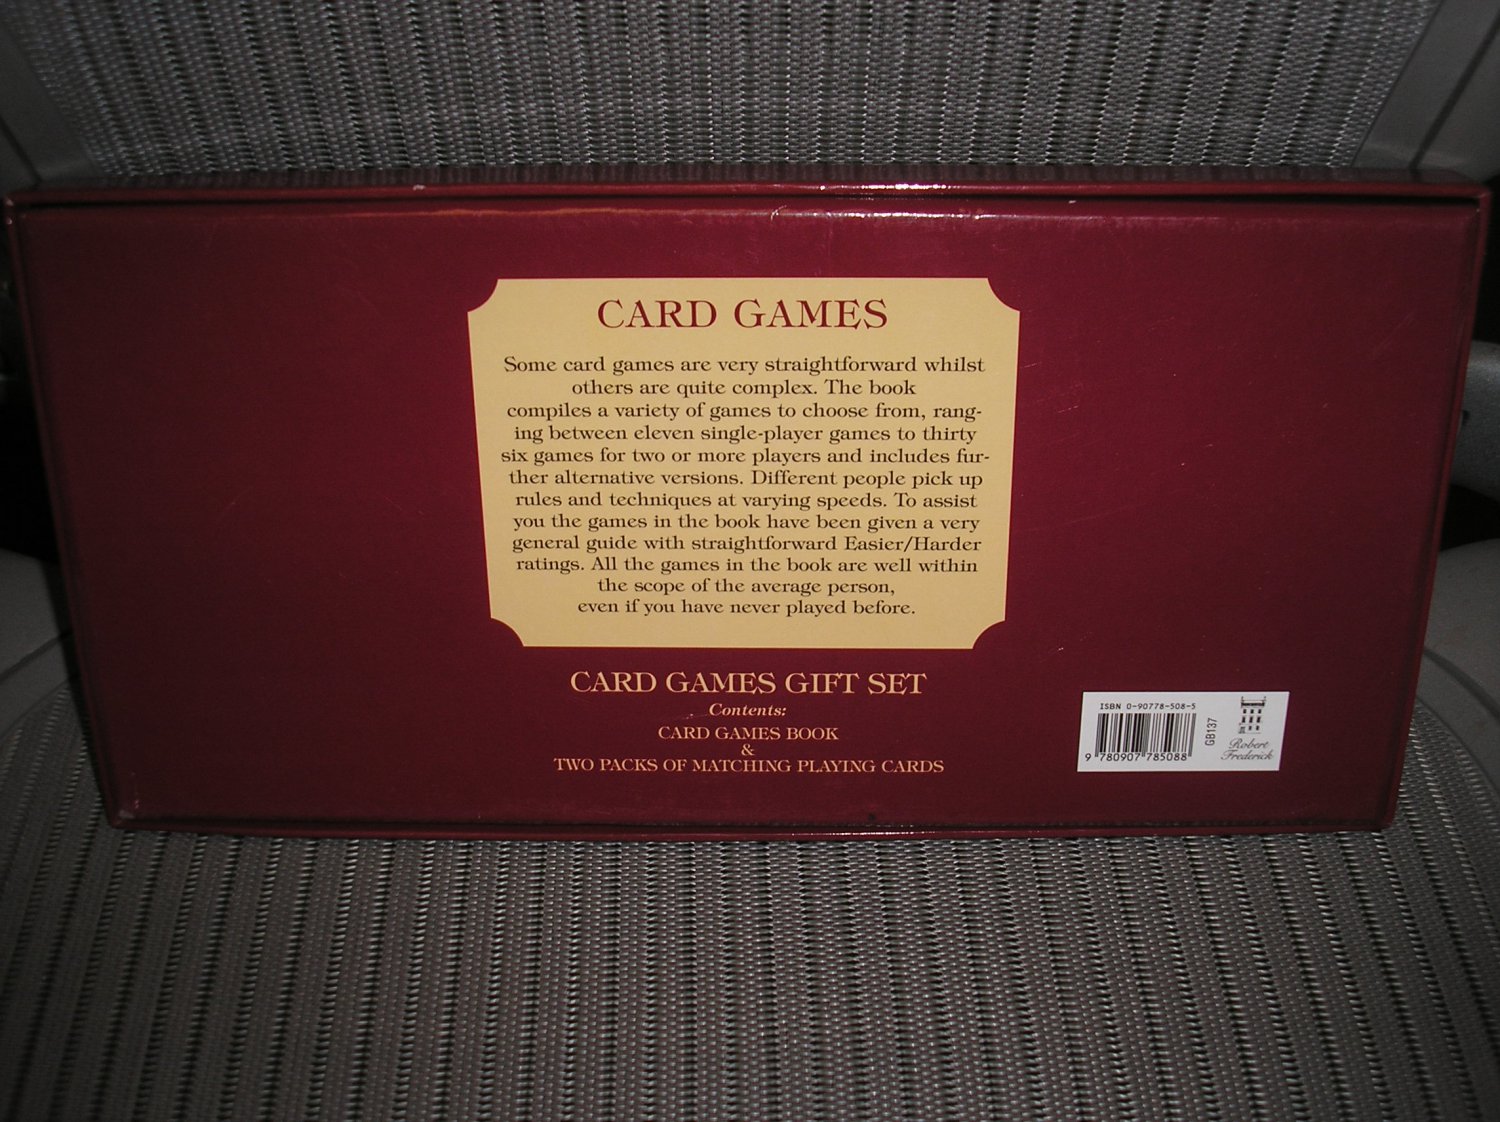 CARD GAMES
Some card games are very straightforward whilst
others are quite complex. The book
compiles a variety of games to choose from, rang-
ing between eleven single-player games to thirty
six games for two or more players and includes fur-
ther alternative versions. Different people pick up
rules and techniques at varying speeds. To assist
you the games in the book have been given a very
general guide with straightforward Easier/Harder
ratings. All the games in the book are well within
the scope of the average person,
even if you have never played before.
CARD GAMES GIFT SET
Contents:
CARD GAMES BOOK
&
TWO PACKS OF MATCHING PLAYING CARDS
ISBN 0-90778-508-5
9 780907 785088
GB137
Robert
Frederick